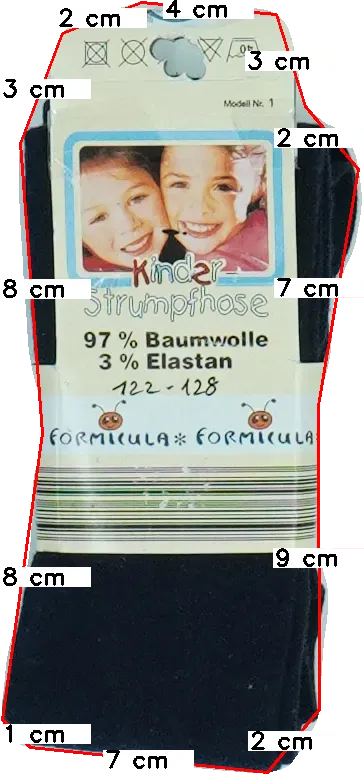 2 cm
4 cm
3 cm
40
3 cm
Modell Nr. 1
2 cm
Kinder
8 cm
7 cm
Strumpfhose
97 % Baumwolle
3 % Elastan
122 - 128
FORMICULA * FORMICULA*
9 cm
8 cm
1 cm
2 cm
7 cm